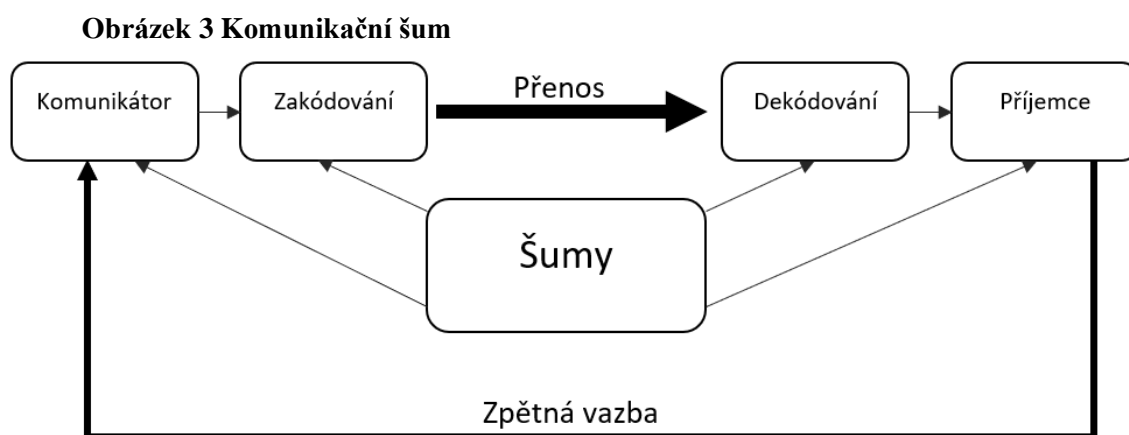 Obrázek 3 Komunikační šum
Přenos
Komunikátor
Zakódování
Dekódování
Příjemce
Šumy
Zpětná vazba